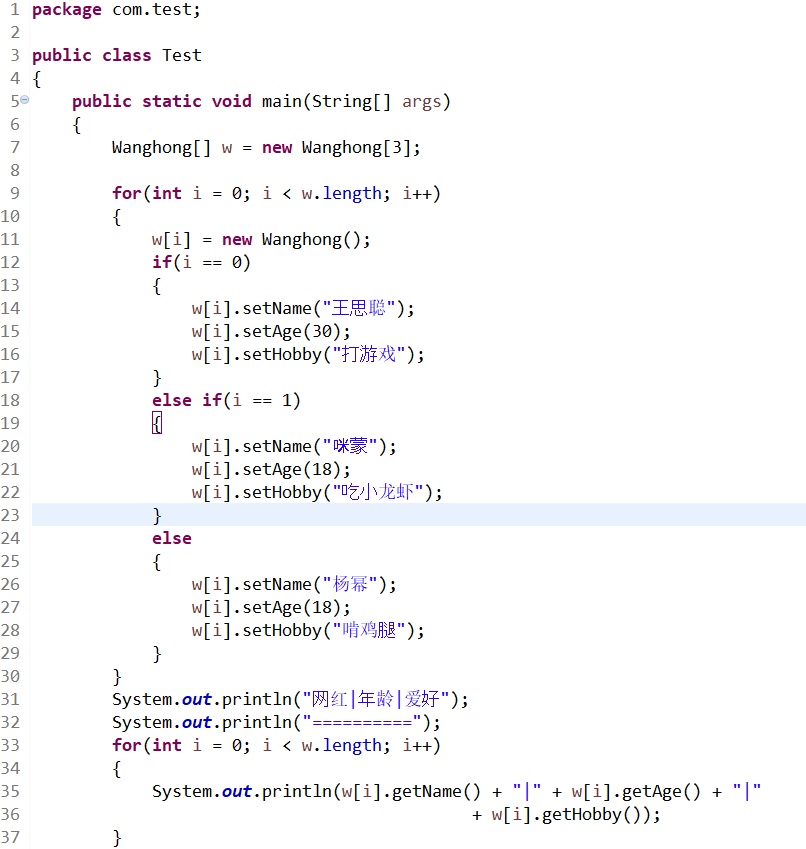 1 package com.test;
2
3 public class Test
4 {
5 public static void main(String[] args)
6 {
7 Wanghong[] w = new Wanghong[3];
8
9 for(int i = 0; i < w.length; i++)
10 {
11 w[i] = new Wanghong();
12 if(i == 0)
13 {
14 w[i].setName("王思聪");
15 w[i].setAge(30);
16 w[i].setHobby("打游戏");
17 }
18 else if(i == 1)
19 {
20 w[i].setName("咪蒙");
21 w[i].setAge(18);
22 w[i].setHobby("吃小龙虾");
23 }
24 else
25 {
26 w[i].setName("杨幂");
27 w[i].setAge(18);
28 w[i].setHobby("啃鸡腿");
29 }
30 }
31 System.out.println("网红|年龄|爱好");
32 System.out.println("==========");
33 for(int i = 0; i < w.length; i++)
34 {
35 System.out.println(w[i].getName() + "|" + w[i].getAge() + "|"
36 + w[i].getHobby());
37 }